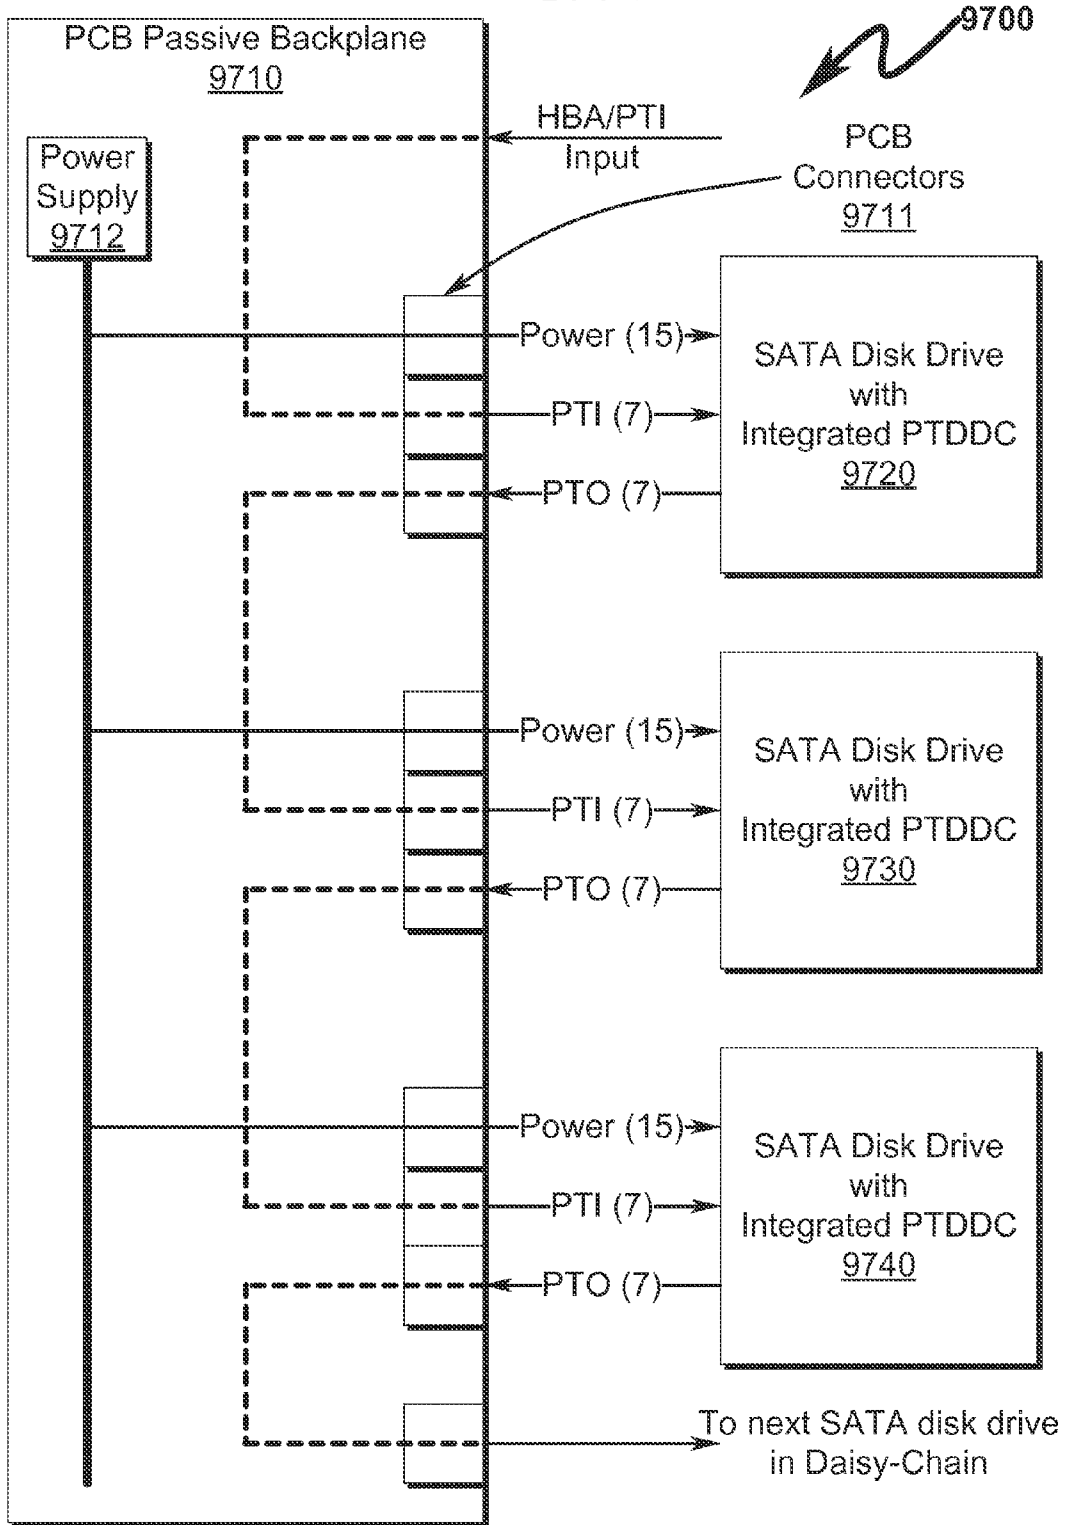 9700
PCB Passive Backplane
9710
HBA/PTI
Input
PCB
Connectors
9711
Power
Supply
9712
Power (15)
PTI (7)
PTO (7)
SATA Disk Drive
with
Integrated PTDDC
9720
Power (15)
PTI (7)
PTO (7)
SATA Disk Drive
with
Integrated PTDDC
9730
Power (15)
PTI (7)
PTO (7)
SATA Disk Drive
with
Integrated PTDDC
9740
To next SATA disk drive
in Daisy-Chain